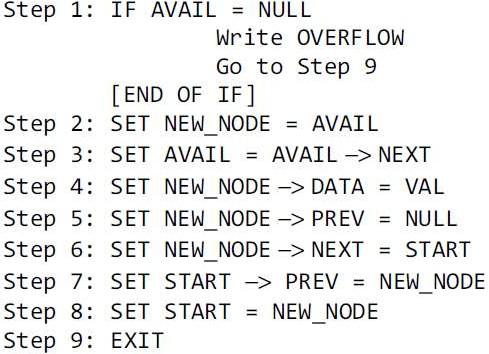 Step 1: IF AVAIL = NULL
Write OVERFLOW
Go to Step 9
[END OF IF]
Step 2: SET NEW_NODE = AVAIL
Step 3: SET AVAIL = AVAIL —> NEXT
Step 4: SET NEW_NODE —> DATA = VAL
Step 5: SET NEW_NODE —> PREV = NULL
Step 6: SET NEW_NODE —> NEXT = START
Step 7: SET START —> PREV = NEW_NODE
Step 8: SET START = NEW_NODE
Step 9: EXIT